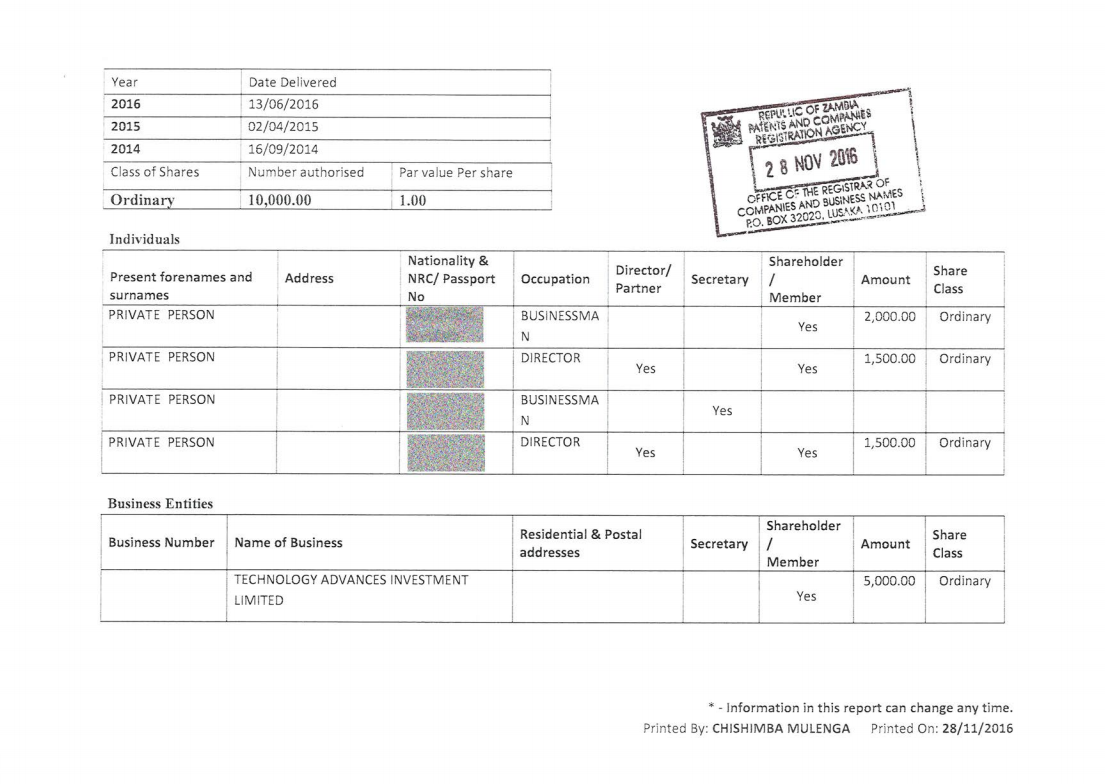 Year Date Delivered
2016 13/06/2016
2015 02/04/2015
2014 16/09/2014
Class of Shares Number authorised Par value Per share
Ordinary 10,000.00 1.00
REPUBLIC OF ZAMBIA
PATENTS AND COMPANIES
REGISTRATION AGENCY
28 NOV 2016
OFFICE OF THE REGISTRAR OF
COMPANIES AND BUSINESS NAMES
P.O. BOX 32020, LUSAKA 10101
Individuals
Present forenames and surnames Address Nationality & NRC/ Passport No Occupation Director/ Partner Secretary Shareholder / Member Amount Share Class
PRIVATE PERSON BUSINESSMA
N Yes 2,000.00 Ordinary
PRIVATE PERSON DIRECTOR Yes Yes 1,500.00 Ordinary
PRIVATE PERSON BUSINESSMA
N Yes
PRIVATE PERSON DIRECTOR Yes Yes 1,500.00 Ordinary
Business Entities
Business Number Name of Business Residential & Postal addresses Secretary Shareholder / Member Amount Share Class
TECHNOLOGY ADVANCES INVESTMENT
LIMITED Yes 5,000.00 Ordinary
* - Information in this report can change any time.
Printed By: CHISHIMBA MULENGA Printed On: 28/11/2016